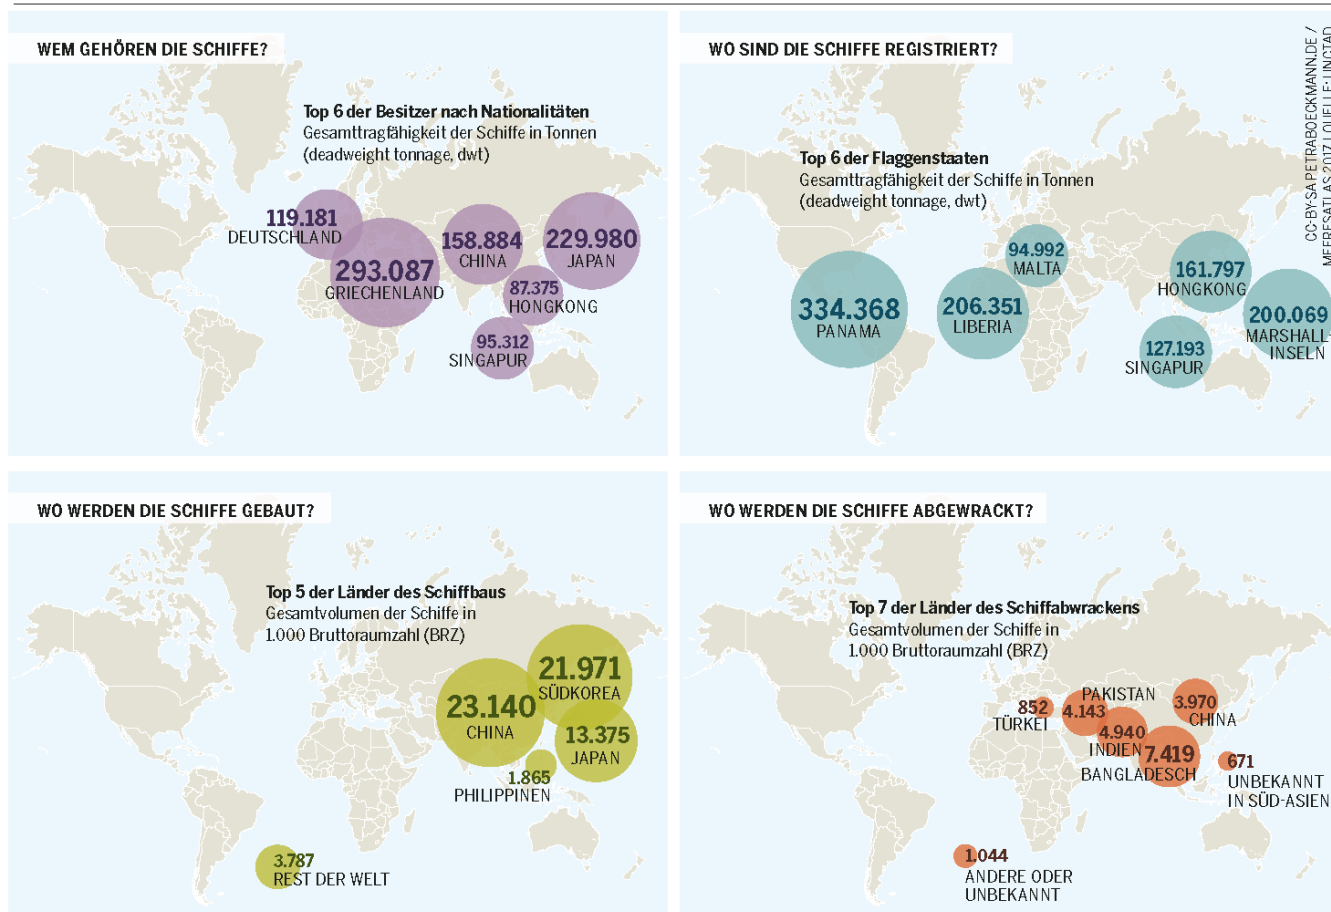 WEM GEHÖREN DIE SCHIFFE?
Top 6 der Besitzer nach Nationalitäten
Gesamttragfähigkeit der Schiffe in Tonnen
(deadweight tonnage, dwt)
119.181
DEUTSCHLAND
293.087
GRIECHENLAND
158.884
CHINA
229.980
JAPAN
87.375
HONGKONG
95.312
SINGAPUR
WO SIND DIE SCHIFFE REGISTRIERT?
Top 6 der Flaggenstaaten
Gesamttragfähigkeit der Schiffe in Tonnen
(deadweight tonnage, dwt)
334.368
PANAMA
206.351
LIBERIA
94.992
MALTA
161.797
HONGKONG
200.069
MARSHALL-
INSELN
127.193
SINGAPUR
CC-BY-SA PETRABOECKMANN.DE /
MEERESATLAS 2017 | QUELLE: UNCTAD
WO WERDEN DIE SCHIFFE GEBAUT?
Top 5 der Länder des Schiffbaus
Gesamtvolumen der Schiffe in
1.000 Bruttoraumzahl (BRZ)
21.971
SÜDKOREA
23.140
CHINA
13.375
JAPAN
1.865
PHILIPPINEN
3.787
REST DER WELT
WO WERDEN DIE SCHIFFE ABGEWRACKT?
Top 7 der Länder des Schiffabwrackens
Gesamtvolumen der Schiffe in
1.000 Bruttoraumzahl (BRZ)
852
TÜRKEI
PAKISTAN
4.143
4.940
INDIEN
7.419
BANGLADESCH
3.970
CHINA
671
UNBEKANNT
IN SÜD-ASIEN
1.044
ANDERE ODER
UNBEKANNT